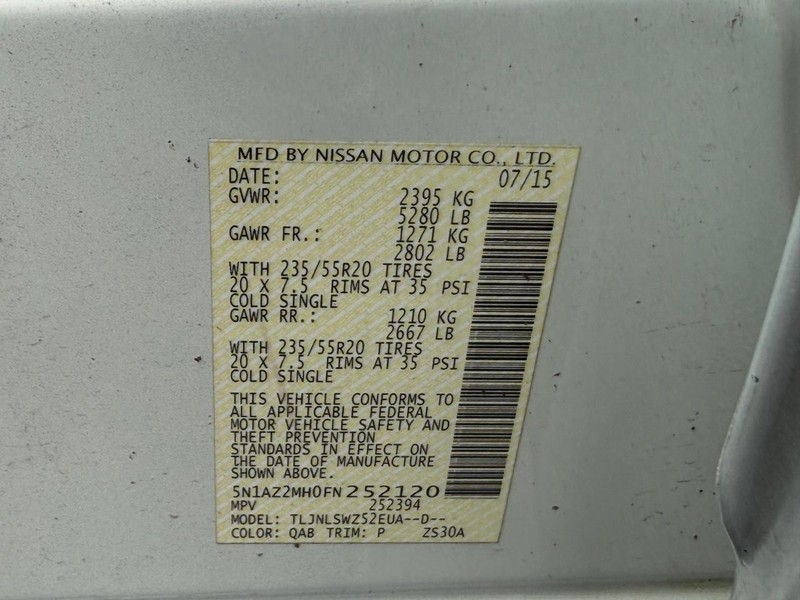 MFD BY NISSAN MOTOR CO., LTD.
DATE: 07/15
GVWR: 2395 KG
5280 LB
GAWR FR.: 1271 KG
2802 LB
WITH 235/55R20 TIRES
20 X 7.5 RIMS AT 35 PSI
COLD SINGLE
GAWR RR.: 1210 KG
2667 LB
WITH 235/55R20 TIRES
20 X 7.5 RIMS AT 35 PSI
COLD SINGLE
THIS VEHICLE CONFORMS TO
ALL APPLICABLE FEDERAL
MOTOR VEHICLE SAFETY AND
THEFT PREVENTION
STANDARDS IN EFFECT ON
THE DATE OF MANUFACTURE
SHOWN ABOVE.
5N1AZ2MH0FN252120
MPV 252394
MODEL: TLJNLSWZ52EUA--D--
COLOR: QAB TRIM: P ZS30A